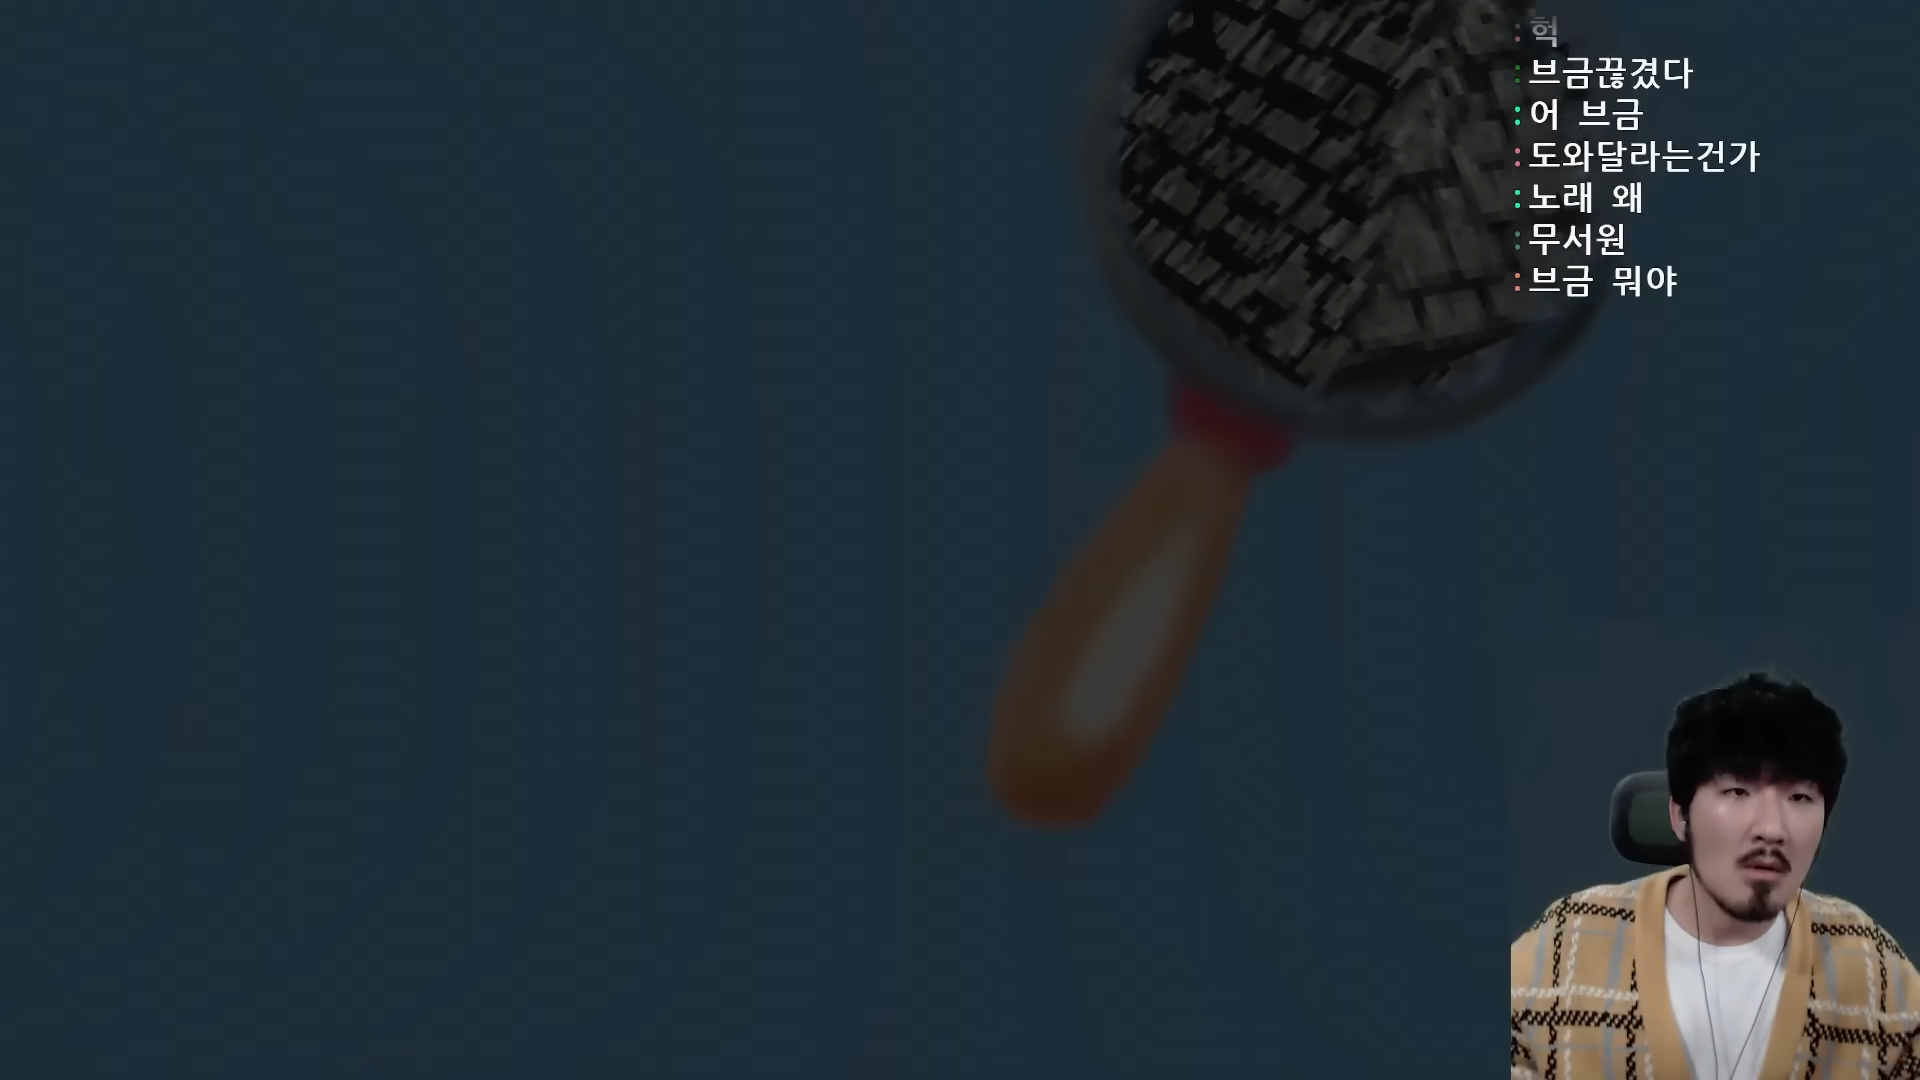 : 헉
: 브금끊겼다
: 어 브금
: 도와달라는건가
: 노래 왜
: 무서원
: 브금 뭐야